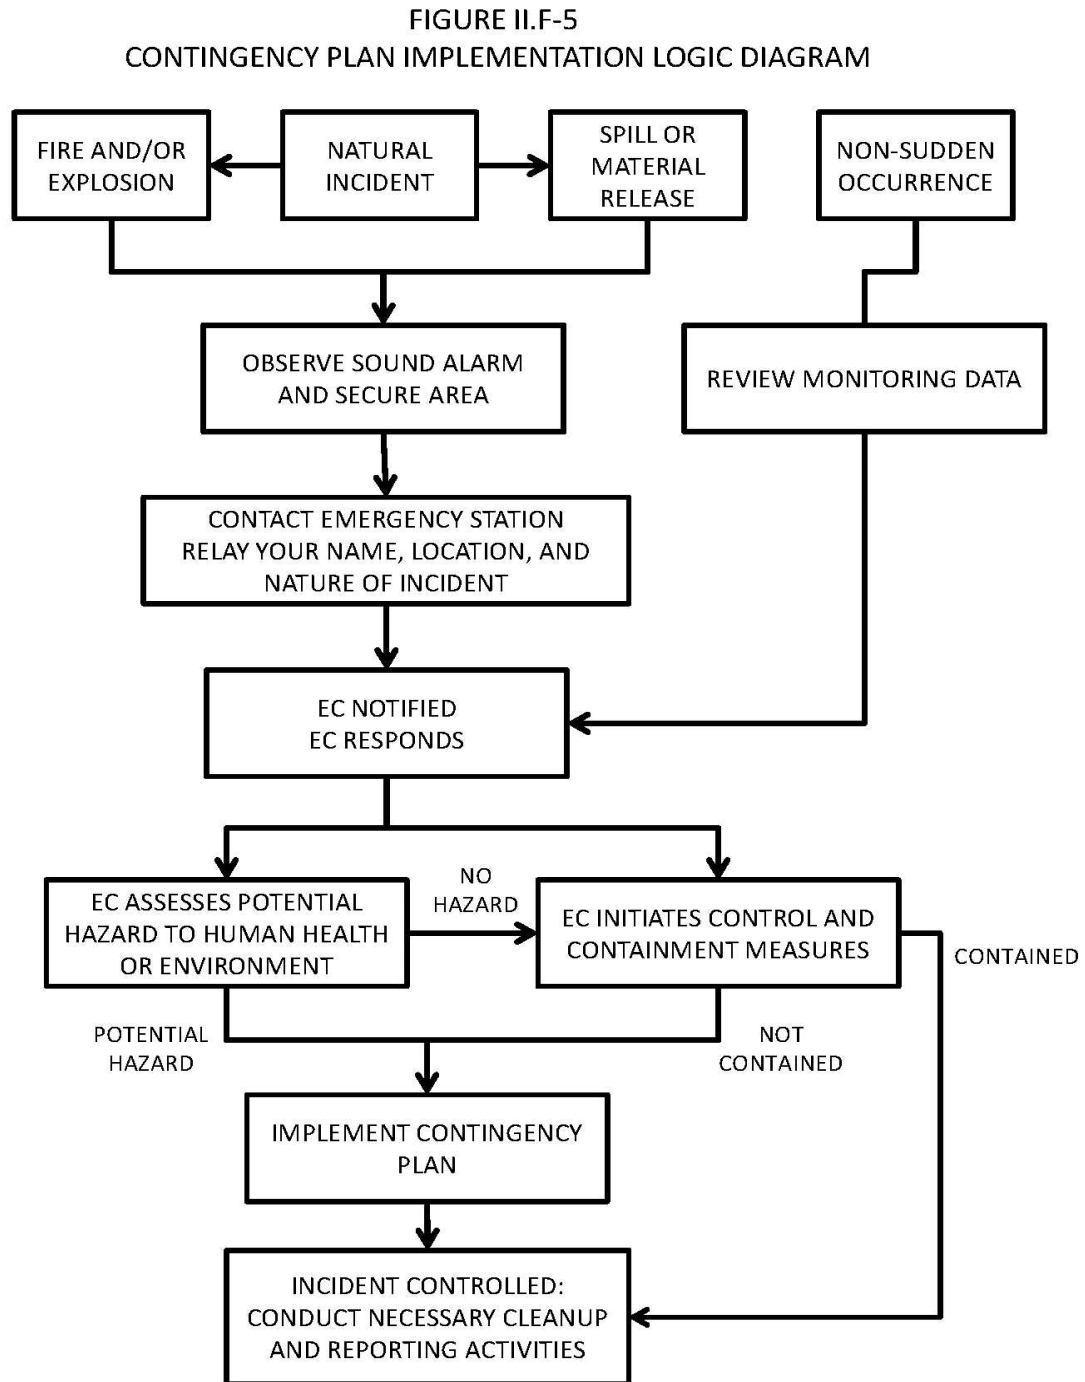 FIGURE II.F-5
CONTINGENCY PLAN IMPLEMENTATION LOGIC DIAGRAM
FIRE AND/OR
EXPLOSION
NATURAL
INCIDENT
SPILL OR
MATERIAL
RELEASE
NON-SUDDEN
OCCURRENCE
OBSERVE SOUND ALARM
AND SECURE AREA
REVIEW MONITORING DATA
CONTACT EMERGENCY STATION
RELAY YOUR NAME, LOCATION, AND
NATURE OF INCIDENT
EC NOTIFIED
EC RESPONDS
EC ASSESSES POTENTIAL
HAZARD TO HUMAN HEALTH
OR ENVIRONMENT
NO
HAZARD
EC INITIATES CONTROL AND
CONTAINMENT MEASURES
CONTAINED
POTENTIAL
HAZARD
NOT
CONTAINED
IMPLEMENT CONTINGENCY
PLAN
INCIDENT CONTROLLED:
CONDUCT NECESSARY CLEANUP
AND REPORTING ACTIVITIES